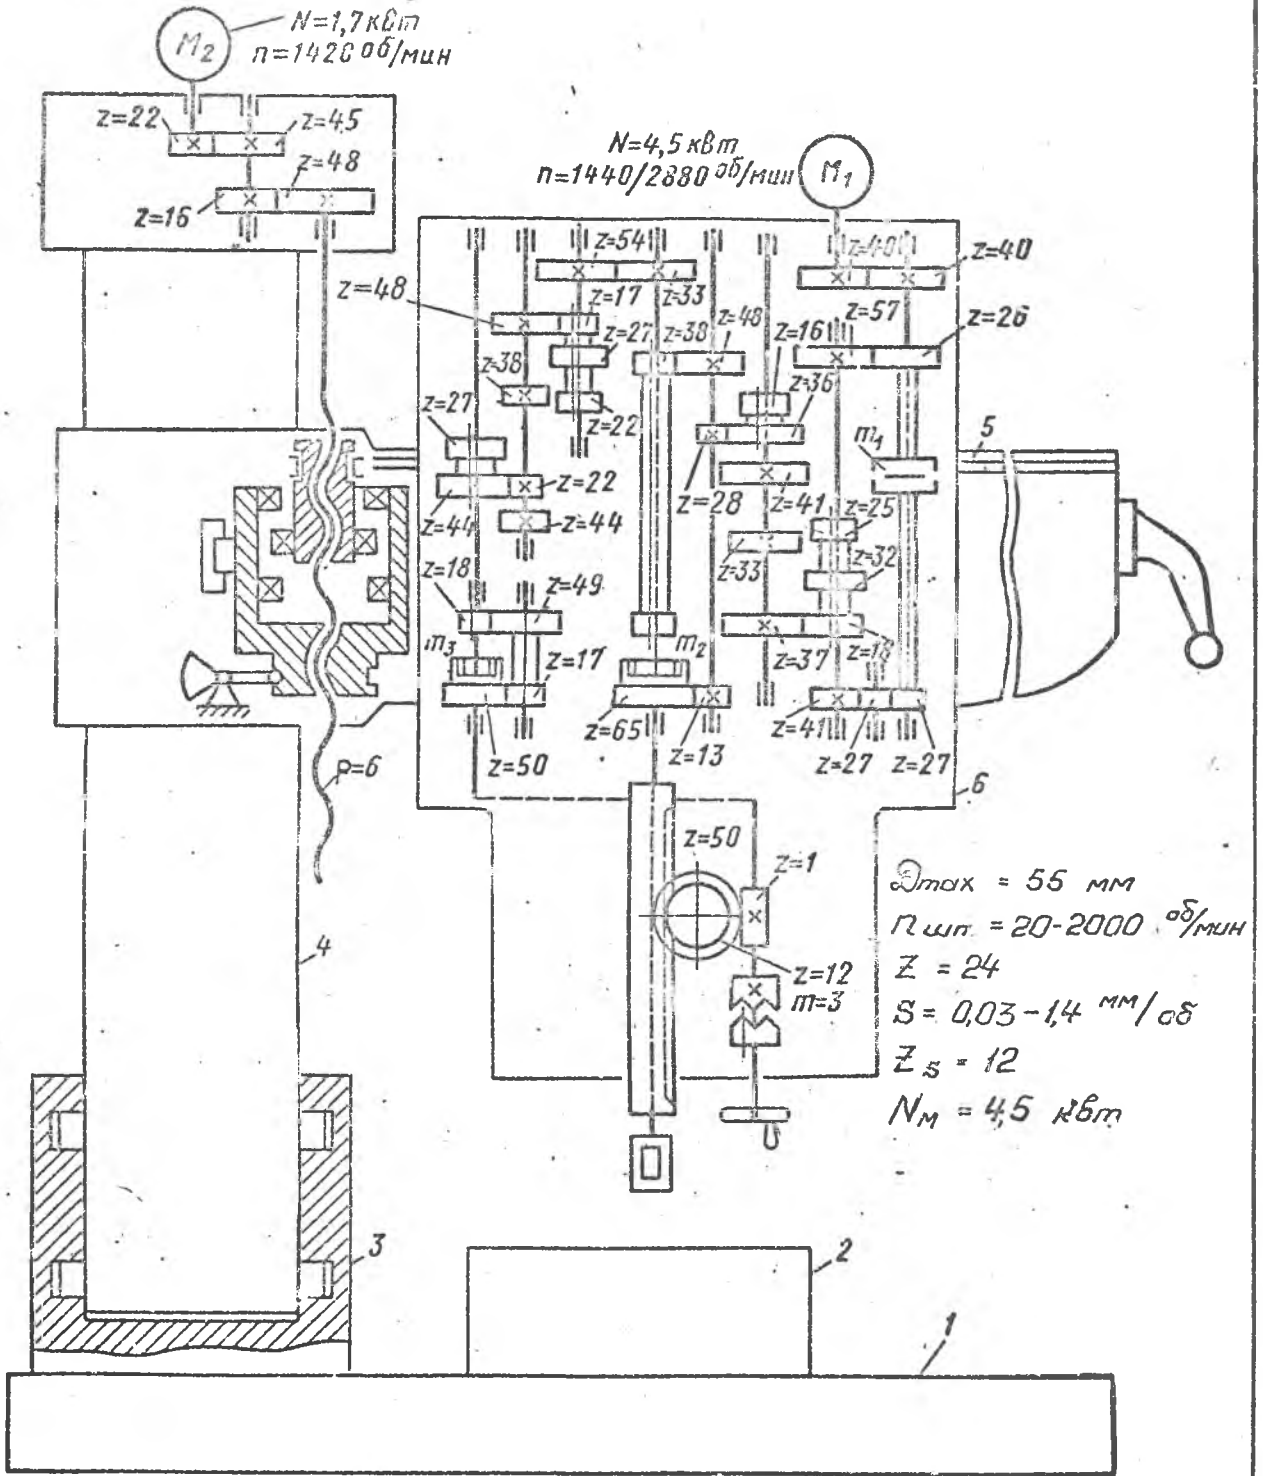 N=1,7 квт
M₂
n=1420 об/мин
z=22
z=45
z=48
z=16
N=4,5 квт
n=1440/2880 об/мин
M₁
z=54
z=40
z=40
z=48
z=17
z=33
z=57
z=26
z=27
z=38
z=48
z=16
z=38
z=36
z=27
z=22
m₁
5
z=22
z=28
z=41
z=25
z=44
z=44
z=33
z=32
z=18
z=49
m₃
m₂
z=17
z=37
z=18
z=65
z=41
z=50
z=13
z=27
z=27
p=6
6
z=50
z=1
Dmax = 55 мм
n шп. = 20-2000 об/мин
4
z=12
Z = 24
m=3
S = 0,03-1,4 мм/об
Z s = 12
N м = 4,5 квт
3
2
1